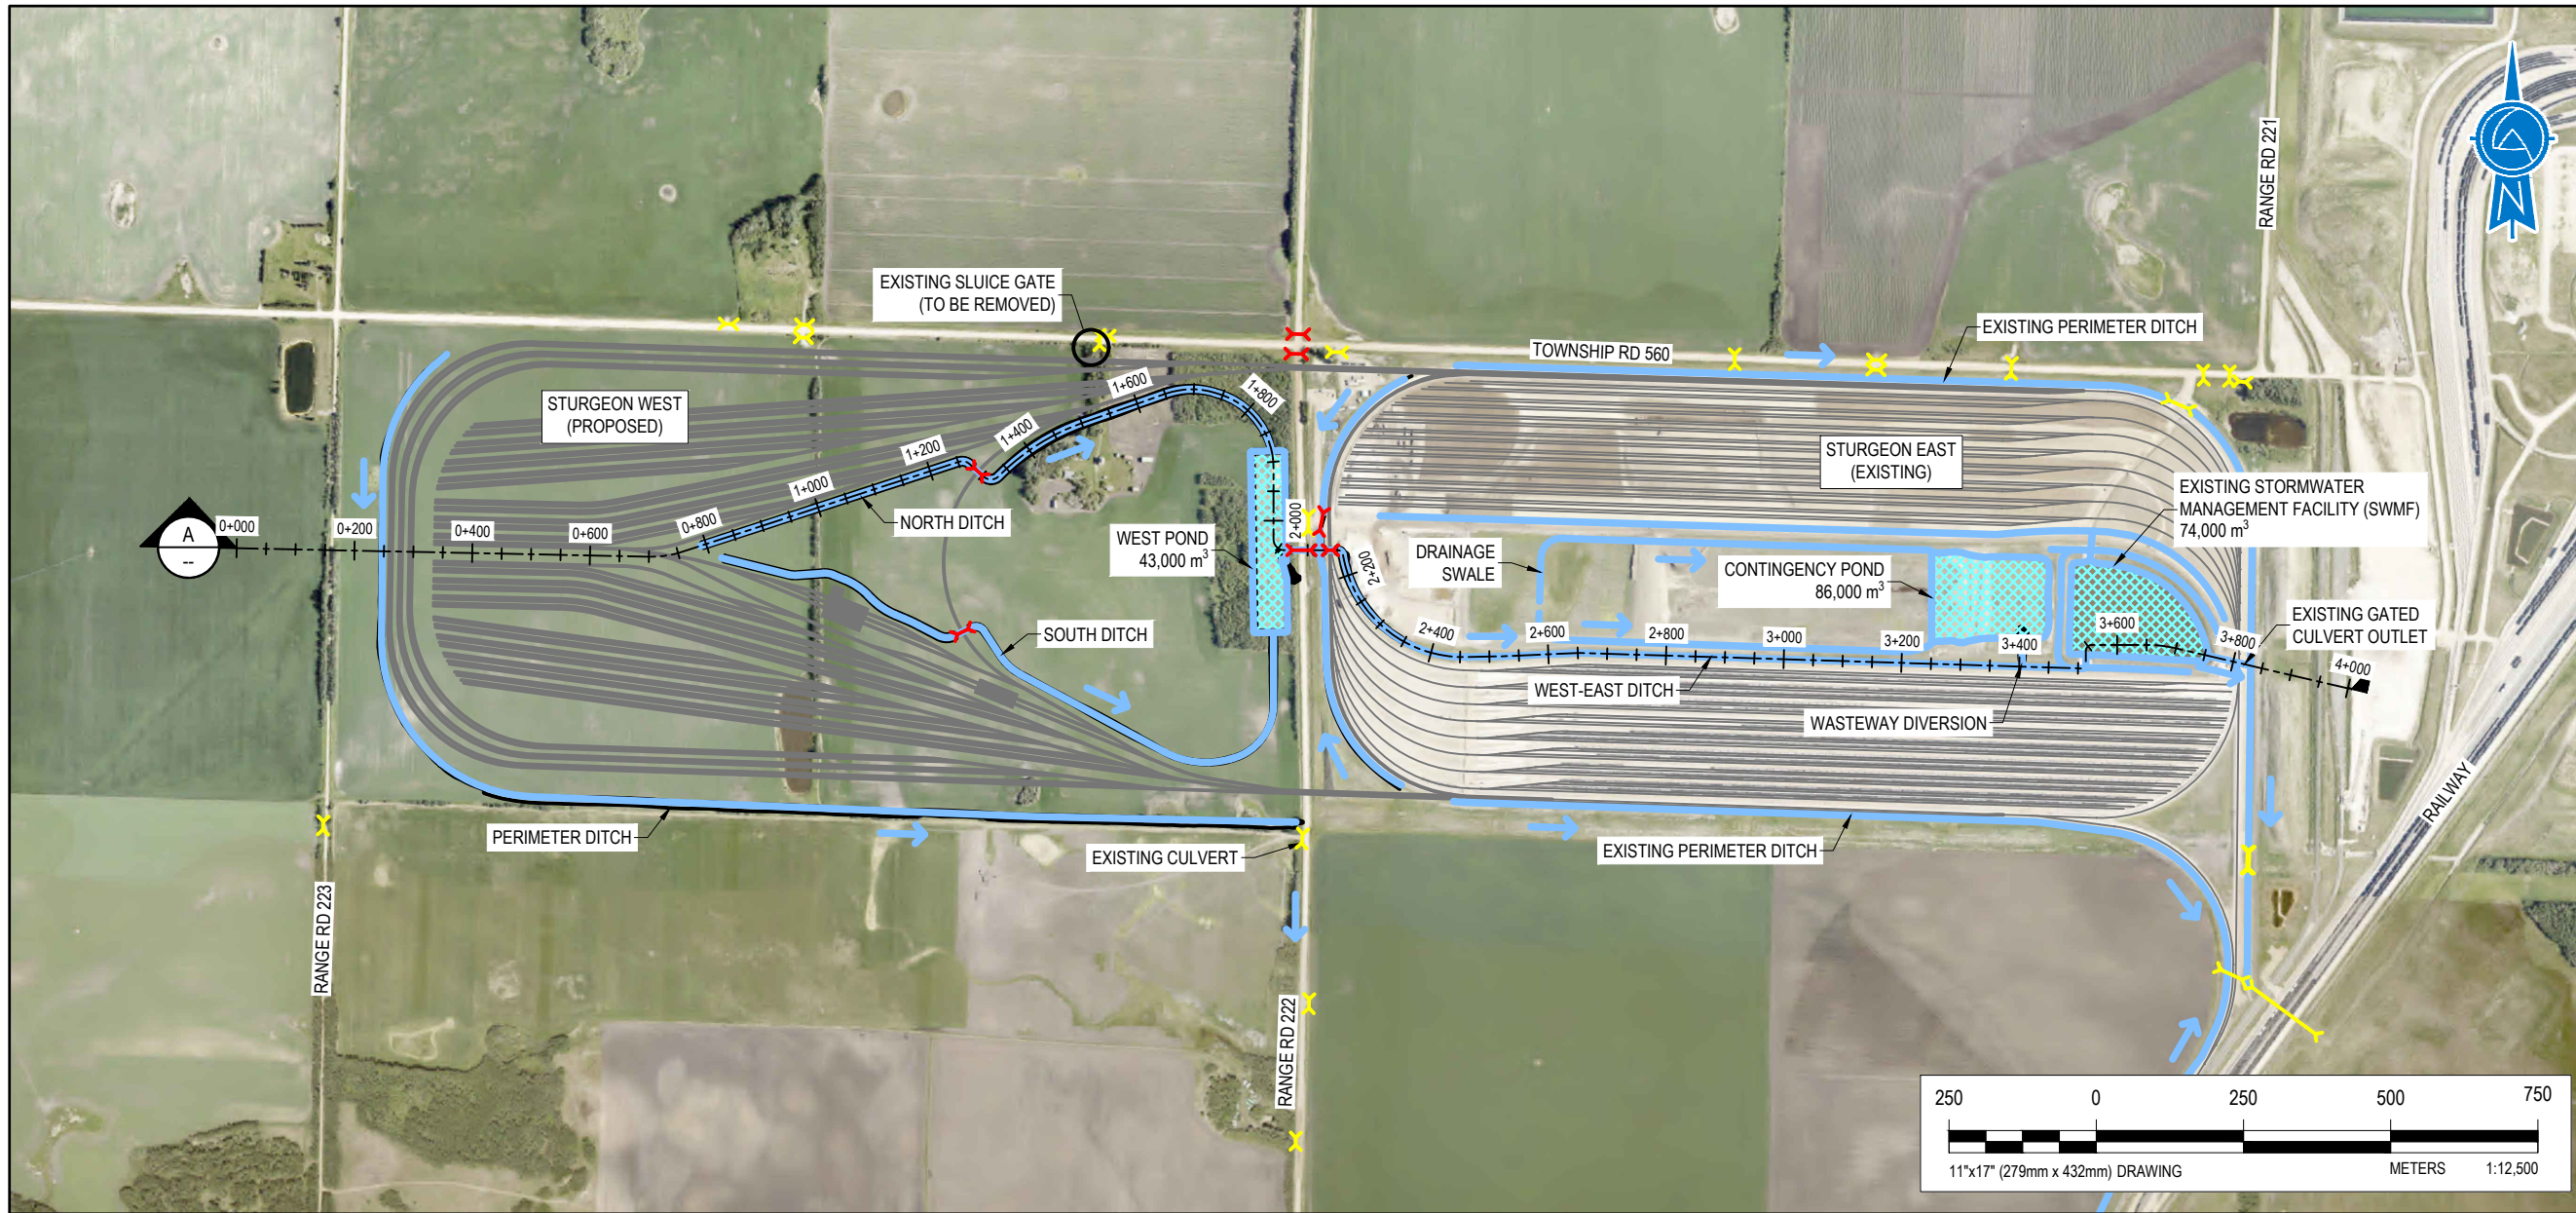 RANGE RD 221
N
EXISTING SLUICE GATE
(TO BE REMOVED)
EXISTING PERIMETER DITCH
TOWNSHIP RD 560
STURGEON WEST
(PROPOSED)
STURGEON EAST
(EXISTING)
EXISTING STORMWATER
MANAGEMENT FACILITY (SWMF)
74,000 m³
A
--
0+000
0+200
0+400
0+600
0+800
1+000
1+200
1+400
1+600
1+800
2+000
2+200
2+400
2+600
2+800
3+000
3+200
3+400
3+600
3+800
4+000
NORTH DITCH
WEST POND
43,000 m³
DRAINAGE
SWALE
CONTINGENCY POND
86,000 m³
EXISTING GATED
CULVERT OUTLET
SOUTH DITCH
WEST-EAST DITCH
WASTEWAY DIVERSION
PERIMETER DITCH
EXISTING CULVERT
EXISTING PERIMETER DITCH
RAILWAY
RANGE RD 223
RANGE RD 222
250 0 250 500 750
11"x17" (279mm x 432mm) DRAWING METERS 1:12,500